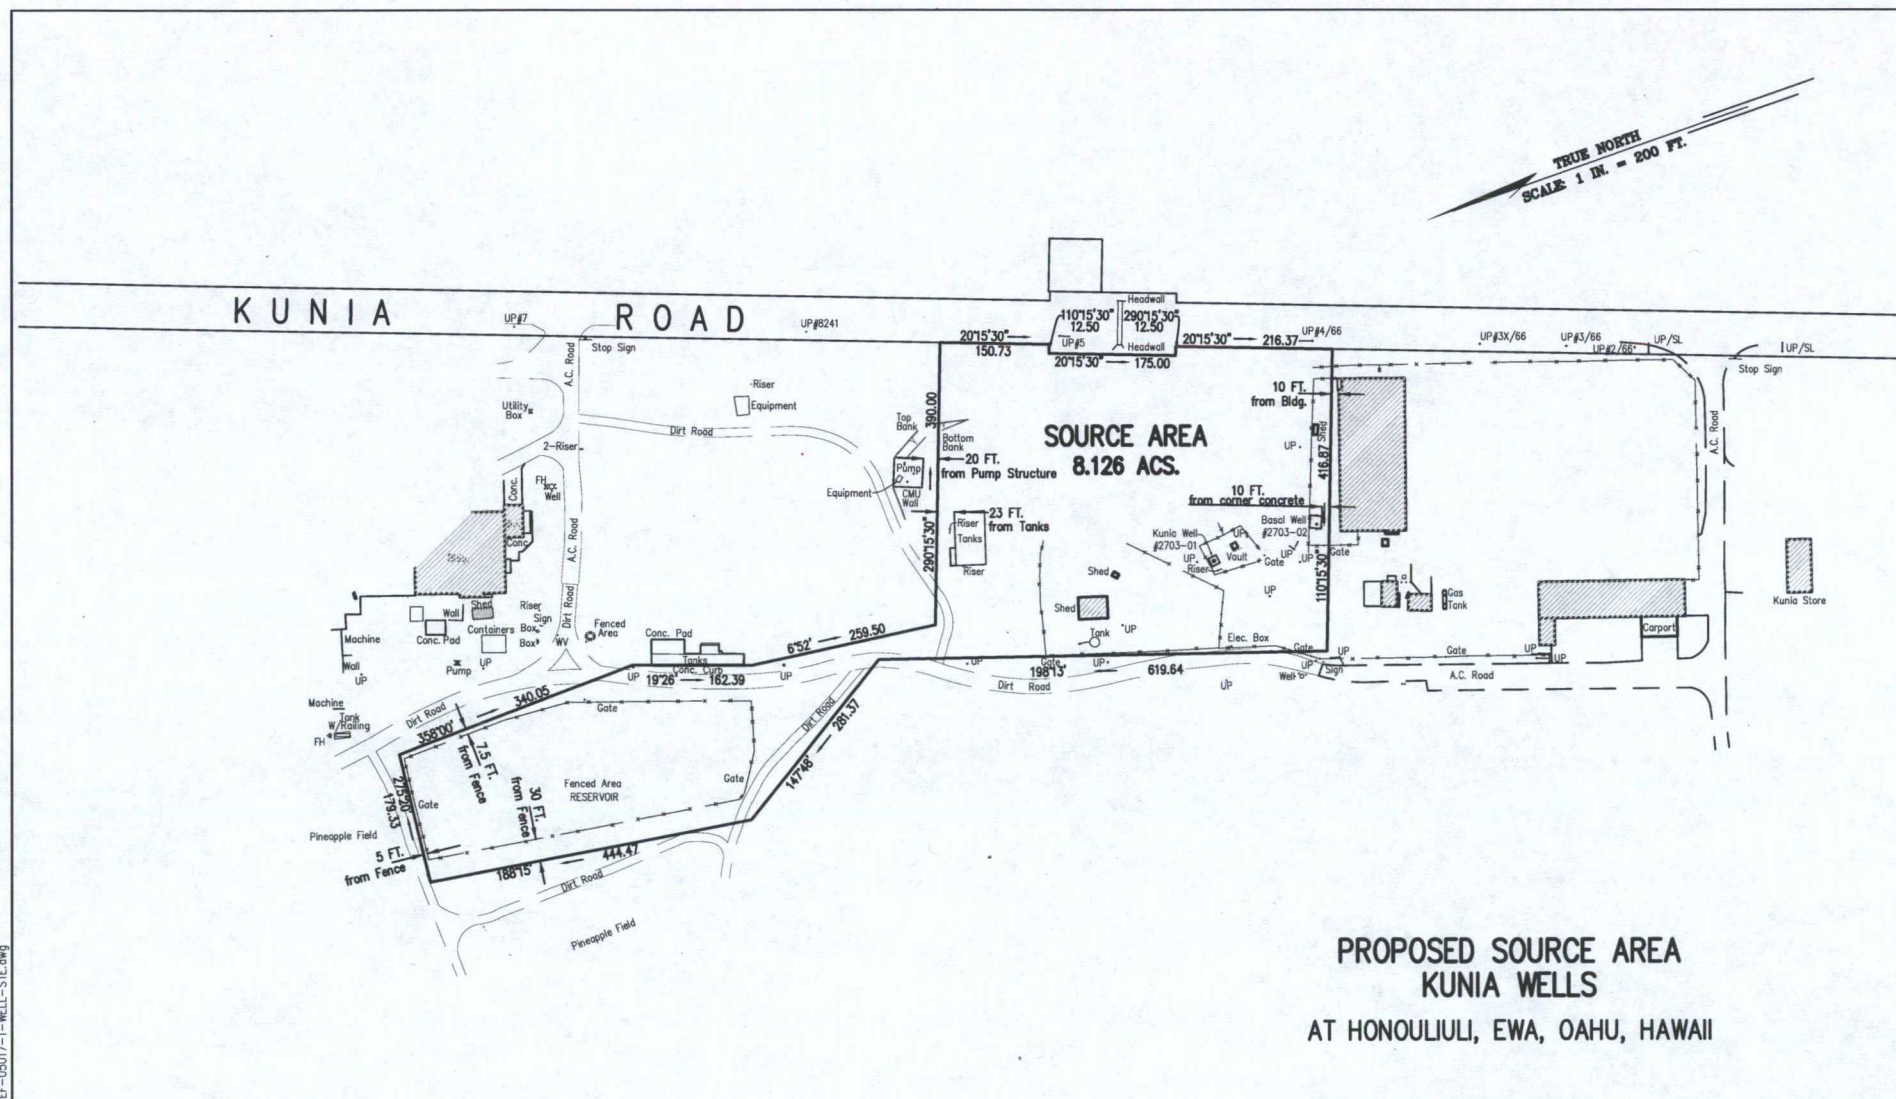 TRUE NORTH
SCALE: 1 IN. = 200 FT.
KUNIA ROAD
UP#7
Stop Sign
UP#8241
Headwall
110°15'30"
12.50
290°15'30"
12.50
UP#5
Headwall
20°15'30"
150.73
20°15'30"
175.00
20°15'30"
216.37
UP#4/66
UP#3X/66
UP#3/66
UP#2/66
UP/SL
UP/SL
Stop Sign
A.C. Road
A.C. Road
Utility
Box
2-Riser
FH
Well
Conc.
Conc.
A.C. Road
Dirt Road
Riser
Equipment
Dirt Road
Top
Bank
Bottom
Bank
390.00
290°15'30"
Pump
Equipment
CMU
Wall
20 FT.
from Pump Structure
23 FT.
from Tanks
Riser
Tanks
Riser
SOURCE AREA
8.126 ACS.
10 FT.
from Bldg.
Shed
UP
416.87
110°15'30"
10 FT.
from corner concrete
Basal Well
#2703-02
Kunia Well
#2703-01
UP
UP
Vault
Riser
Gate
UP
UP
UP
Gate
Shed
Shed
Tank
UP
Elec. Box
Gas
Tank
Kunia Store
Carport
Machine
Wall
UP
Wall
Shed
Conc. Pad
Containers
Riser
Sign
Box
Box
WV
Pump
UP
Fenced
Area
Conc. Pad
Tanks
Conc. Curb
UP
19°26'
162.39
UP
6°52'
259.50
UP
Gate
UP
198°13'
619.64
Dirt Road
UP
Gate
UP
UP
Sign
Well
Gate
UP
UP
A.C. Road
Machine
Tank
W/Railing
FH
Dirt Road
358°00'
340.05
Gate
7.5 FT.
from Fence
30 FT.
from Fence
Fenced Area
RESERVOIR
Gate
Dirt Road
147°48'
281.37
275°20'
179.33
Gate
Pineapple Field
5 FT.
from Fence
188°15'
444.47
Dirt Road
Pineapple Field
PROPOSED SOURCE AREA
KUNIA WELLS
AT HONOULIULI, EWA, OAHU, HAWAII